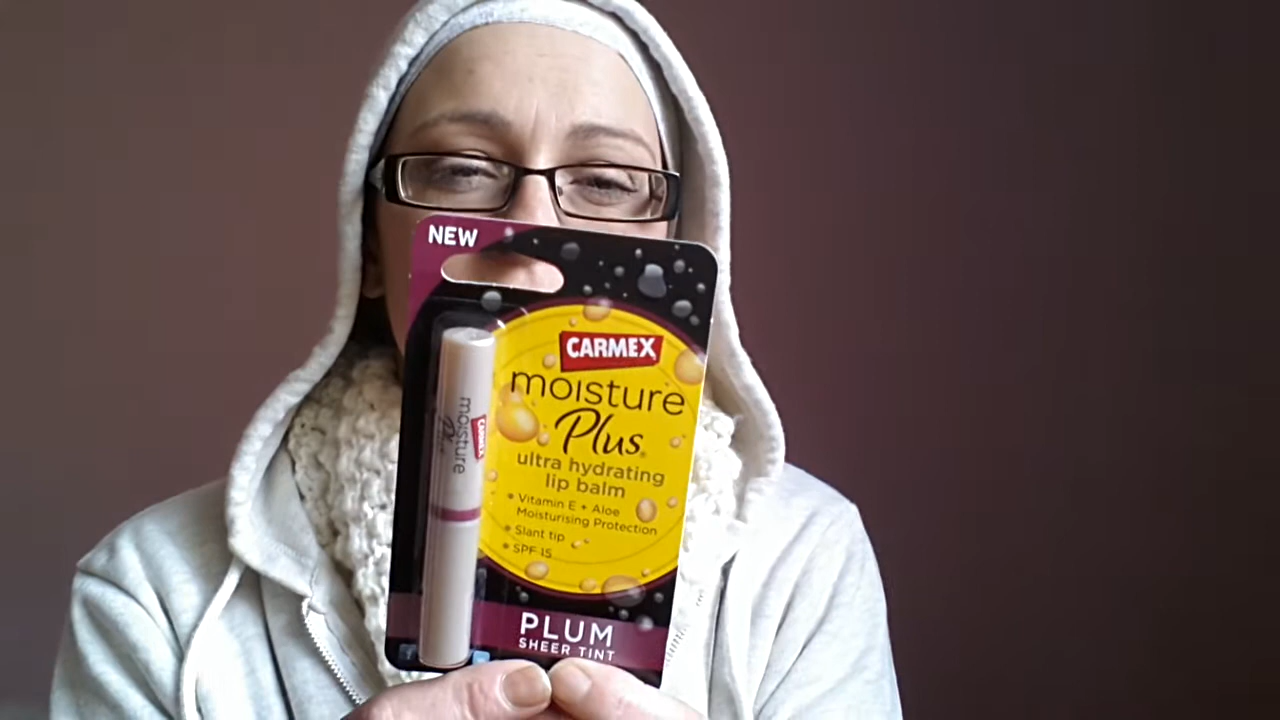 NEW
CARMEX
moisture
Plus
ultra hydrating
lip balm
Vitamin E + Aloe
Moisturising Protection
Slant tip
SPF 15
PLUM
SHEER TINT
CARMEX
moisture
Plus